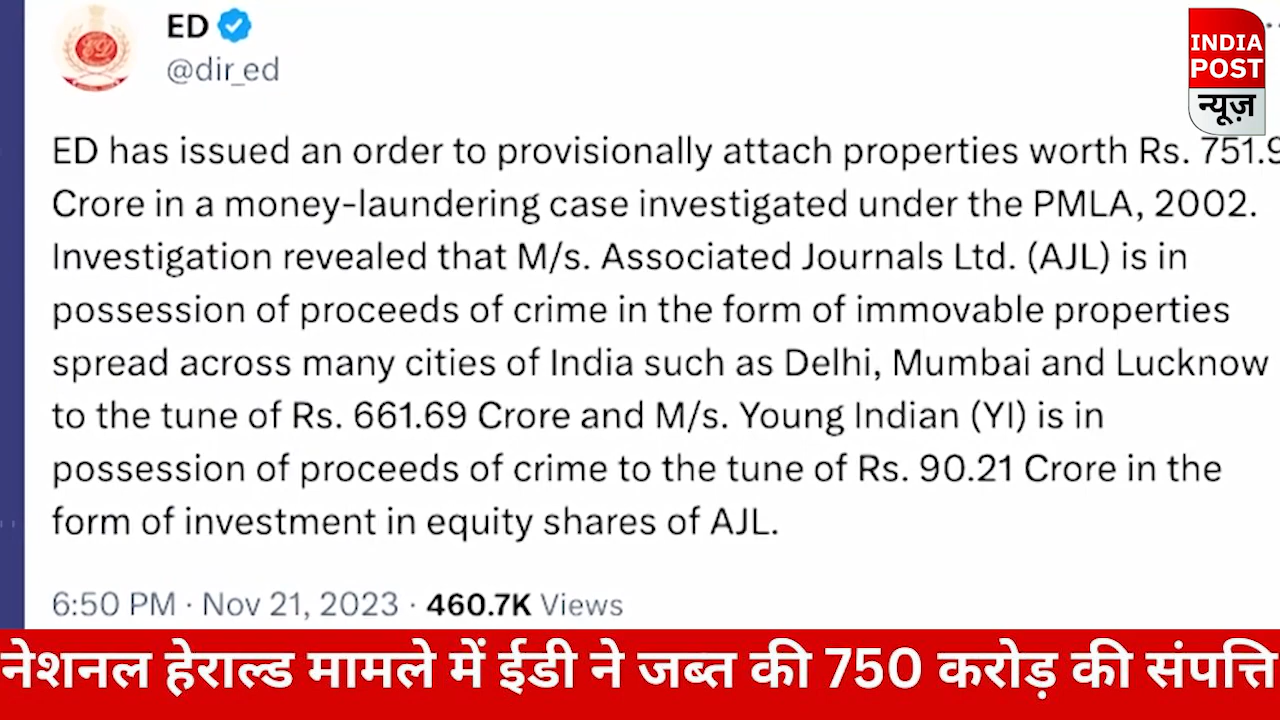 ED
@dir_ed
INDIA
POST
न्यूज़
ED has issued an order to provisionally attach properties worth Rs. 751.9
Crore in a money-laundering case investigated under the PMLA, 2002.
Investigation revealed that M/s. Associated Journals Ltd. (AJL) is in
possession of proceeds of crime in the form of immovable properties
spread across many cities of India such as Delhi, Mumbai and Lucknow
to the tune of Rs. 661.69 Crore and M/s. Young Indian (YI) is in
possession of proceeds of crime to the tune of Rs. 90.21 Crore in the
form of investment in equity shares of AJL.
6:50 PM · Nov 21, 2023 · 460.7K Views
नेशनल हेराल्ड मामले में ईडी ने जब्त की 750 करोड़ की संपत्ति